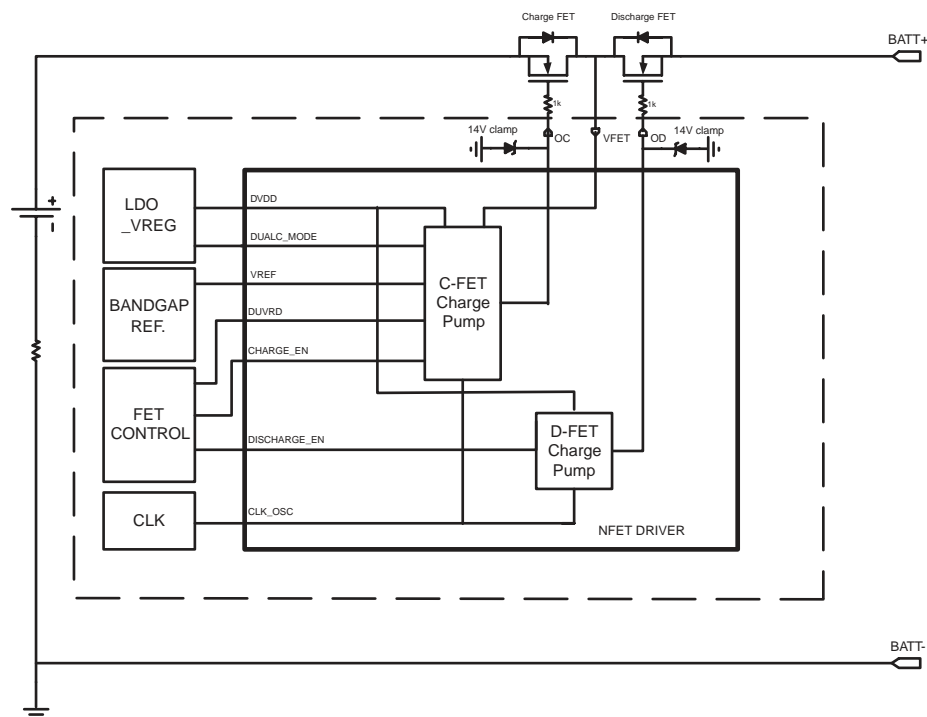 Charge FET
Discharge FET
BATT+
1k
1k
14V clamp
OC
VFET
OD
14V clamp
LDO
_VREG
DVDD
DUALC_MODE
BANDGAP
REF.
VREF
DUVRD
C-FET
Charge
Pump
CHARGE_EN
FET
CONTROL
DISCHARGE_EN
D-FET
Charge
Pump
CLK
CLK_OSC
NFET DRIVER
BATT-